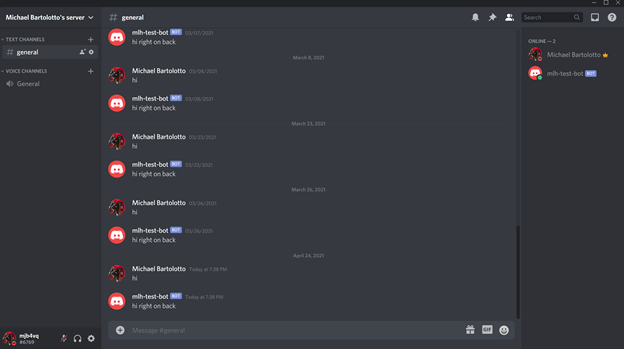 Michael Bartolotto's server
TEXT CHANNELS
general
VOICE CHANNELS
General
mjb4vq
#6769
general
Search
mlh-test-bot BOT 03/07/2021
hi right on back
March 8, 2021
Michael Bartolotto 03/08/2021
hi
mlh-test-bot BOT 03/08/2021
hi right on back
March 23, 2021
Michael Bartolotto 03/23/2021
hi
mlh-test-bot BOT 03/23/2021
hi right on back
March 26, 2021
Michael Bartolotto 03/26/2021
hi
mlh-test-bot BOT 03/26/2021
hi right on back
April 24, 2021
Michael Bartolotto Today at 7:38 PM
hi
mlh-test-bot BOT Today at 7:38 PM
hi right on back
Message #general
GIF
ONLINE — 2
Michael Bartolotto
mlh-test-bot BOT